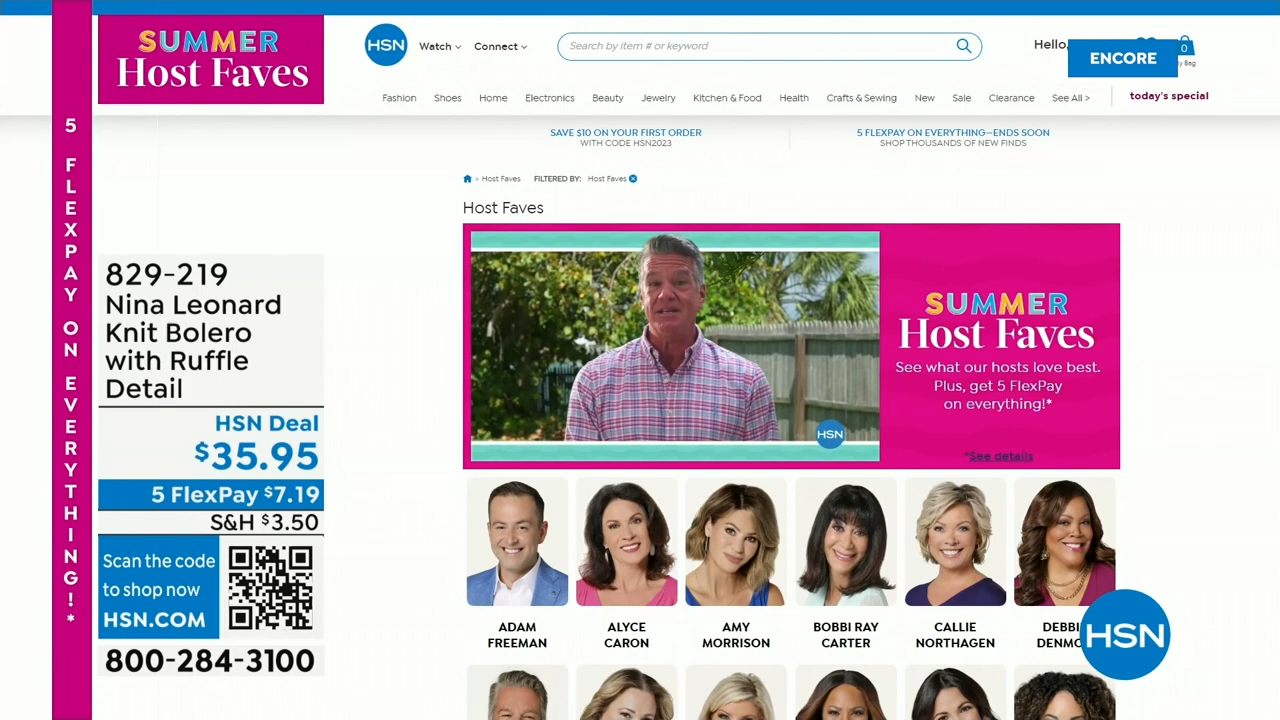 SUMMER
Host Faves
5 FLEXPAY ON EVERYTHING!*
829-219
Nina Leonard
Knit Bolero
with Ruffle
Detail
HSN Deal
$35.95
5 FlexPay $7.19
S&H $3.50
Scan the code
to shop now
HSN.COM
800-284-3100
HSN
Watch
Connect
Search by item # or keyword
Hello,
ENCORE
0
Bag
Fashion
Shoes
Home
Electronics
Beauty
Jewelry
Kitchen & Food
Health
Crafts & Sewing
New
Sale
Clearance
See All >
today's special
SAVE $10 ON YOUR FIRST ORDER
WITH CODE HSN2023
5 FLEXPAY ON EVERYTHING—ENDS SOON
SHOP THOUSANDS OF NEW FINDS
> Host Faves
FILTERED BY: Host Faves
Host Faves
HSN
SUMMER
Host Faves
See what our hosts love best.
Plus, get 5 FlexPay
on everything!*
*See details
ADAM
FREEMAN
ALYCE
CARON
AMY
MORRISON
BOBBI RAY
CARTER
CALLIE
NORTHAGEN
HSN